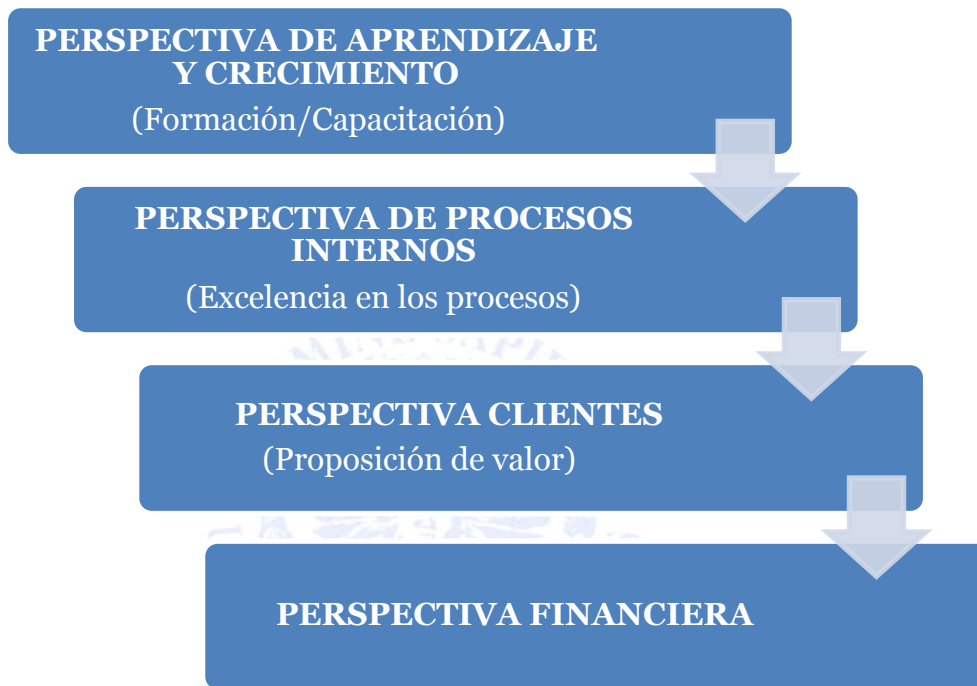 PERSPECTIVA DE APRENDIZAJE
Y CRECIMIENTO
(Formación/Capacitación)
PERSPECTIVA DE PROCESOS
INTERNOS
(Excelencia en los procesos)
PERSPECTIVA CLIENTES
(Proposición de valor)
PERSPECTIVA FINANCIERA